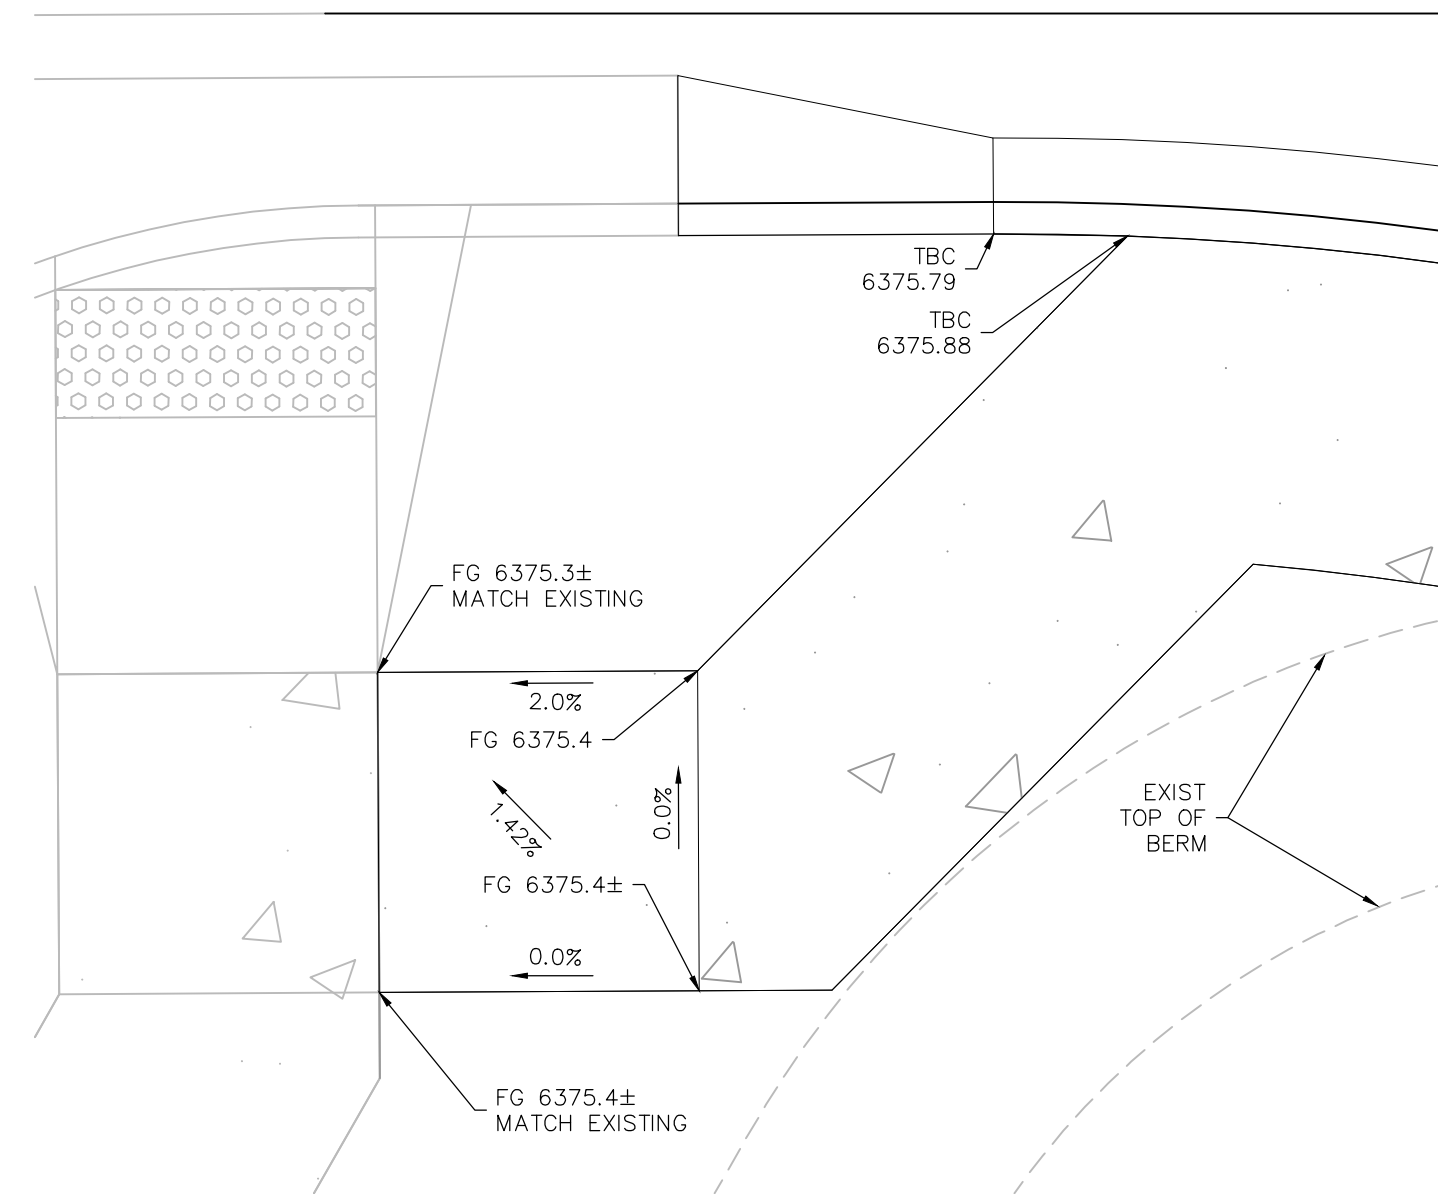 TBC
6375.79
TBC
6375.88
FG 6375.3±
MATCH EXISTING
2.0%
FG 6375.4
1.42%
0.0%
EXIST
TOP OF
BERM
FG 6375.4±
0.0%
FG 6375.4±
MATCH EXISTING